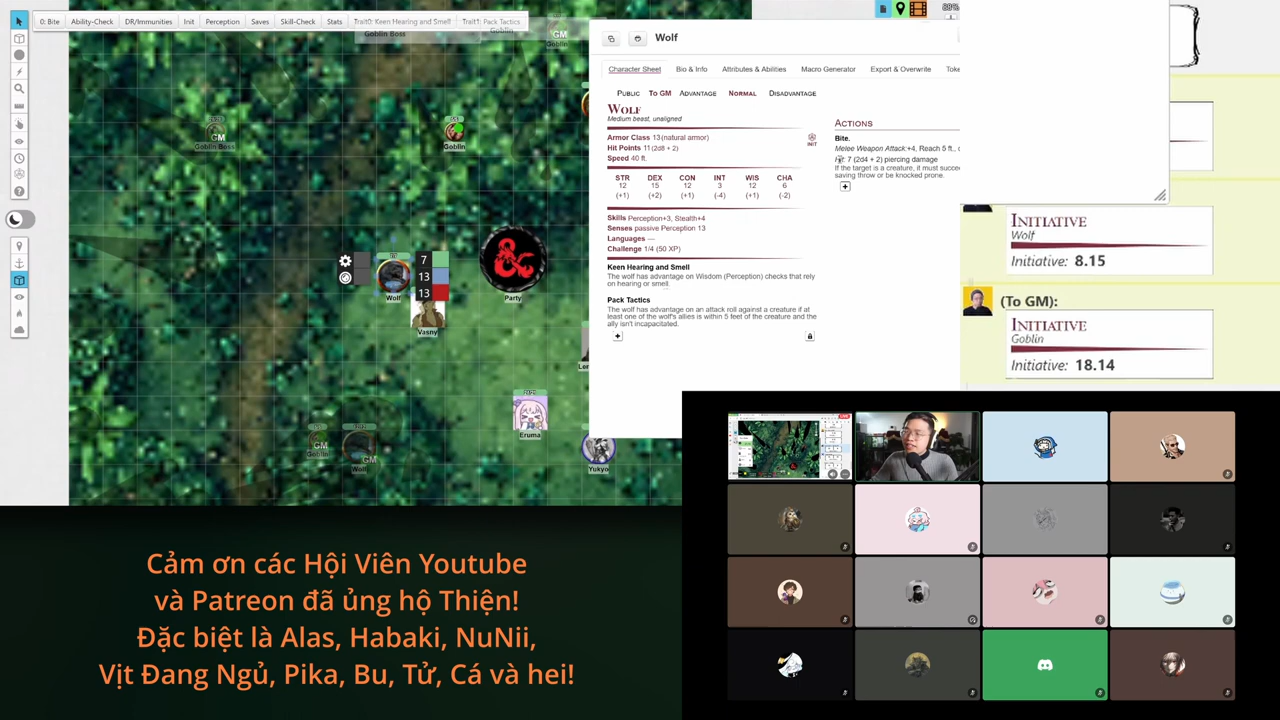 0: Bite
Ability-Check
DR/Immunities
Init
Perception
Saves
Skill-Check
Stats
Trait0: Keen Hearing and Smell
Trait1: Pack Tactics
Goblin Boss
Goblin
Goblin
88%
GM
Goblin Boss
Goblin
7
13
13
Wolf
Vasny
Party
Eruma
Yukyo
GM
Goblin
GM
Wolf
Wolf
Character Sheet
Bio & Info
Attributes & Abilities
Macro Generator
Export & Overwrite
Toke
Public
To GM
Advantage
Normal
Disadvantage
Wolf
Medium beast, unaligned
Armor Class 13 (natural armor)
Hit Points 11 (2d8 + 2)
Speed 40 ft.
INIT
STR DEX CON INT WIS CHA
12 15 12 3 12 6
(+1) (+2) (+1) (-4) (+1) (-2)
Skills Perception+3, Stealth+4
Senses passive Perception 13
Languages —
Challenge 1/4 (50 XP)
Keen Hearing and Smell
The wolf has advantage on Wisdom (Perception) checks that rely
on hearing or smell.
Pack Tactics
The wolf has advantage on an attack roll against a creature if at
least one of the wolf's allies is within 5 feet of the creature and the
ally isn't incapacitated.
Actions
Bite.
Melee Weapon Attack: +4, Reach 5 ft.,
Hit: 7 (2d4 + 2) piercing damage
If the target is a creature, it must succee
saving throw or be knocked prone.
Initiative
Wolf
Initiative: 8.15
(To GM):
Initiative
Goblin
Initiative: 18.14
Cảm ơn các Hội Viên Youtube
và Patreon đã ủng hộ Thiện!
Đặc biệt là Alas, Habaki, NuNii,
Vịt Đang Ngủ, Pika, Bu, Tử, Cá và hei!